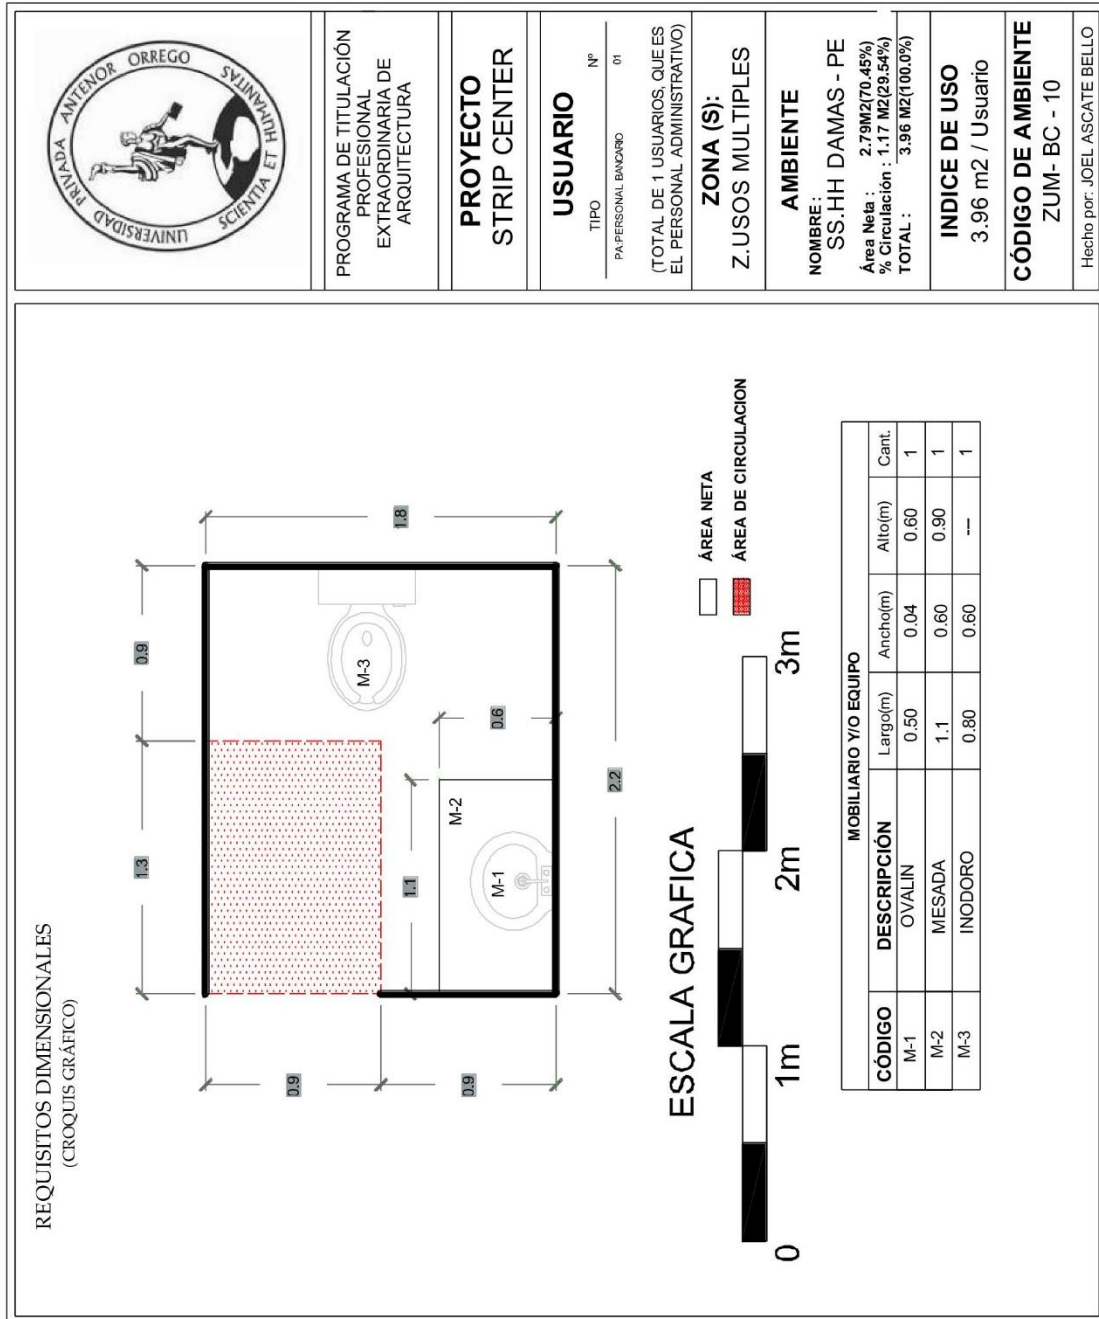 REQUISITOS DIMENSIONALES
(CROQUIS GRÁFICO)
1.3
0.9
0.9
0.9
1.8
1.1
0.6
2.2
M-1
M-2
M-3
ESCALA GRAFICA
0
1m
2m
3m
ÁREA NETA
ÁREA DE CIRCULACION
MOBILIARIO Y/O EQUIPO
CÓDIGO DESCRIPCIÓN Largo(m) Ancho(m) Alto(m) Cant.
M-1 OVALIN 0.50 0.04 0.60 1
M-2 MESADA 1.1 0.60 0.90 1
M-3 INODORO 0.80 0.60 --- 1
UNIVERSIDAD PRIVADA ANTENOR ORREGO
SCIENTIA ET HUMANITAS
PROGRAMA DE TITULACIÓN
PROFESIONAL
EXTRAORDINARIA DE
ARQUITECTURA
PROYECTO
STRIP CENTER
USUARIO
TIPO Nº
PA:PERSONAL BANCARIO 01
(TOTAL DE 1 USUARIOS, QUE ES
EL PERSONAL ADMINISTRATIVO)
ZONA (S):
Z.USOS MULTIPLES
AMBIENTE
NOMBRE:
SS.HH DAMAS - PE
Área Neta : 2.79M2(70.45%)
% Circulación : 1.17 M2(29.54%)
TOTAL : 3.96 M2(100.0%)
INDICE DE USO
3.96 m2 / Usuario
CÓDIGO DE AMBIENTE
ZUM- BC - 10
Hecho por: JOEL ASCATE BELLO